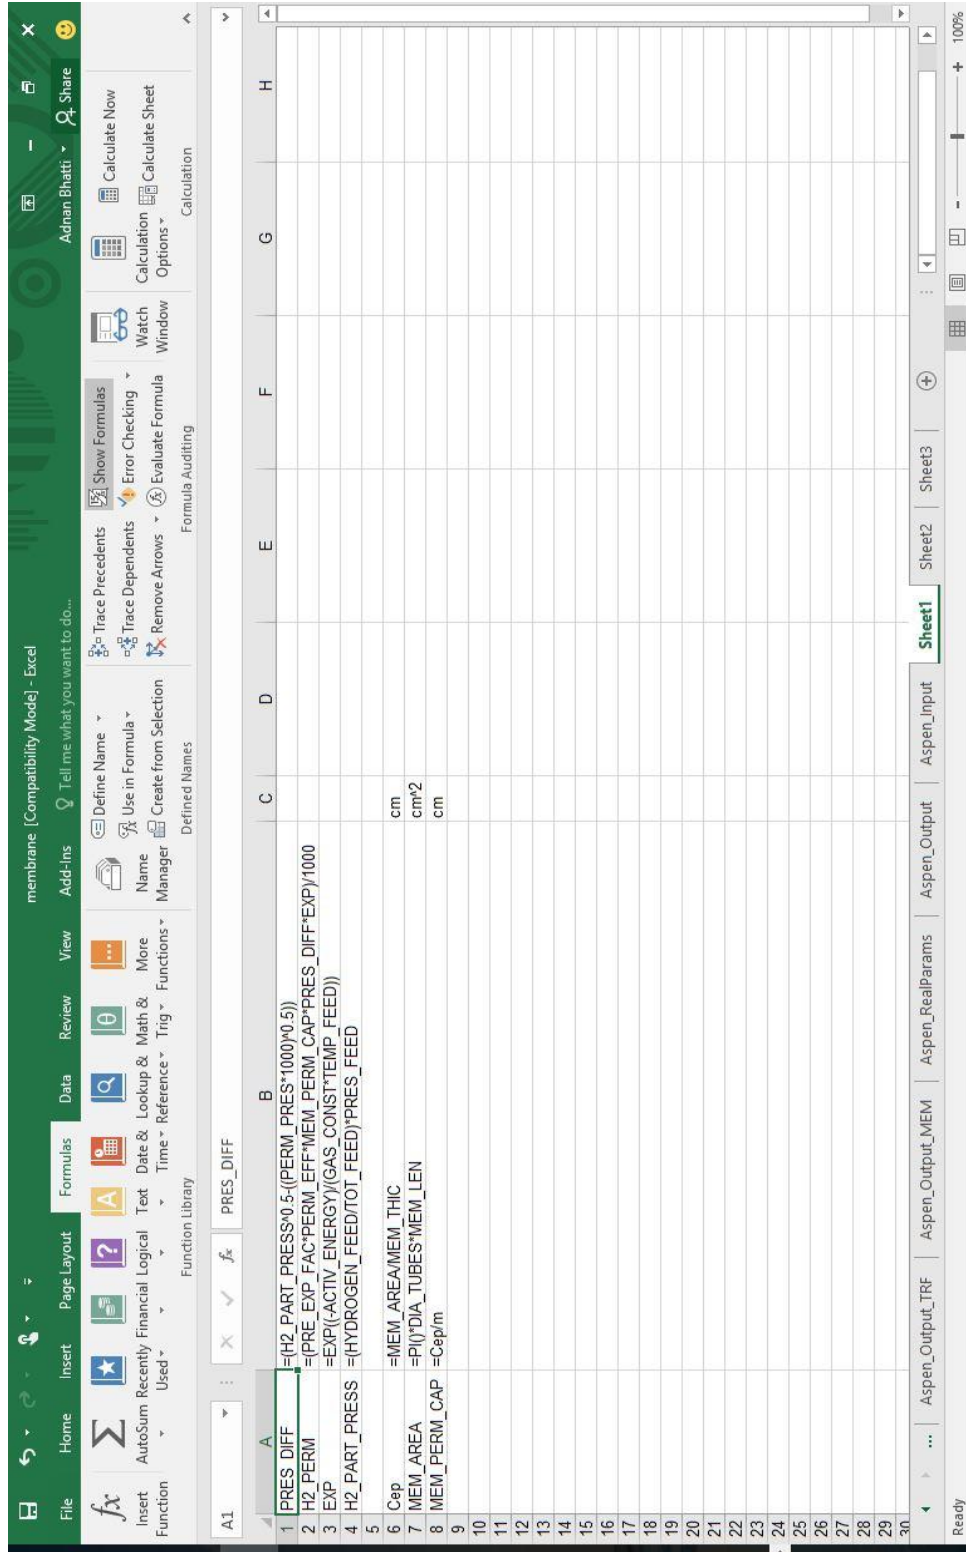 membrane [Compatibility Mode] - Excel
File Home Insert Page Layout Formulas Data Review View Add-Ins Tell me what you want to do... Adnan Bhatti Share
fx
Insert Function
AutoSum
Recently Used
Financial
Logical
Text
Date & Time
Lookup & Reference
Math & Trig
More Functions
Function Library
Name Manager
Define Name
Use in Formula
Create from Selection
Defined Names
Trace Precedents
Trace Dependents
Remove Arrows
Show Formulas
Error Checking
Evaluate Formula
Formula Auditing
Watch Window
Calculation Options
Calculate Now
Calculate Sheet
Calculation
A1 fx PRES_DIFF
A B C D E F G H
1 PRES_DIFF =(H2_PART_PRESS^0.5-((PERM_PRES*1000)^0.5))
2 H2_PERM =(PRE_EXP_FAC*PERM_EFF*MEM_PERM_CAP*PRES_DIFF*EXP)/1000
3 EXP =EXP((-ACTIV_ENERGY)/(GAS_CONST*TEMP_FEED))
4 H2_PART_PRESS =(HYDROGEN_FEED/TOT_FEED)*PRES_FEED
5
6 Cep =MEM_AREA/MEM_THIC cm
7 MEM_AREA =PI()*DIA_TUBES*MEM_LEN cm^2
8 MEM_PERM_CAP =Cep/m cm
9
10
11
12
13
14
15
16
17
18
19
20
21
22
23
24
25
26
27
28
29
30
... Aspen_Output_TRF Aspen_Output_MEM Aspen_RealParams Aspen_Output Aspen_Input Sheet1 Sheet2 Sheet3
Ready 100%